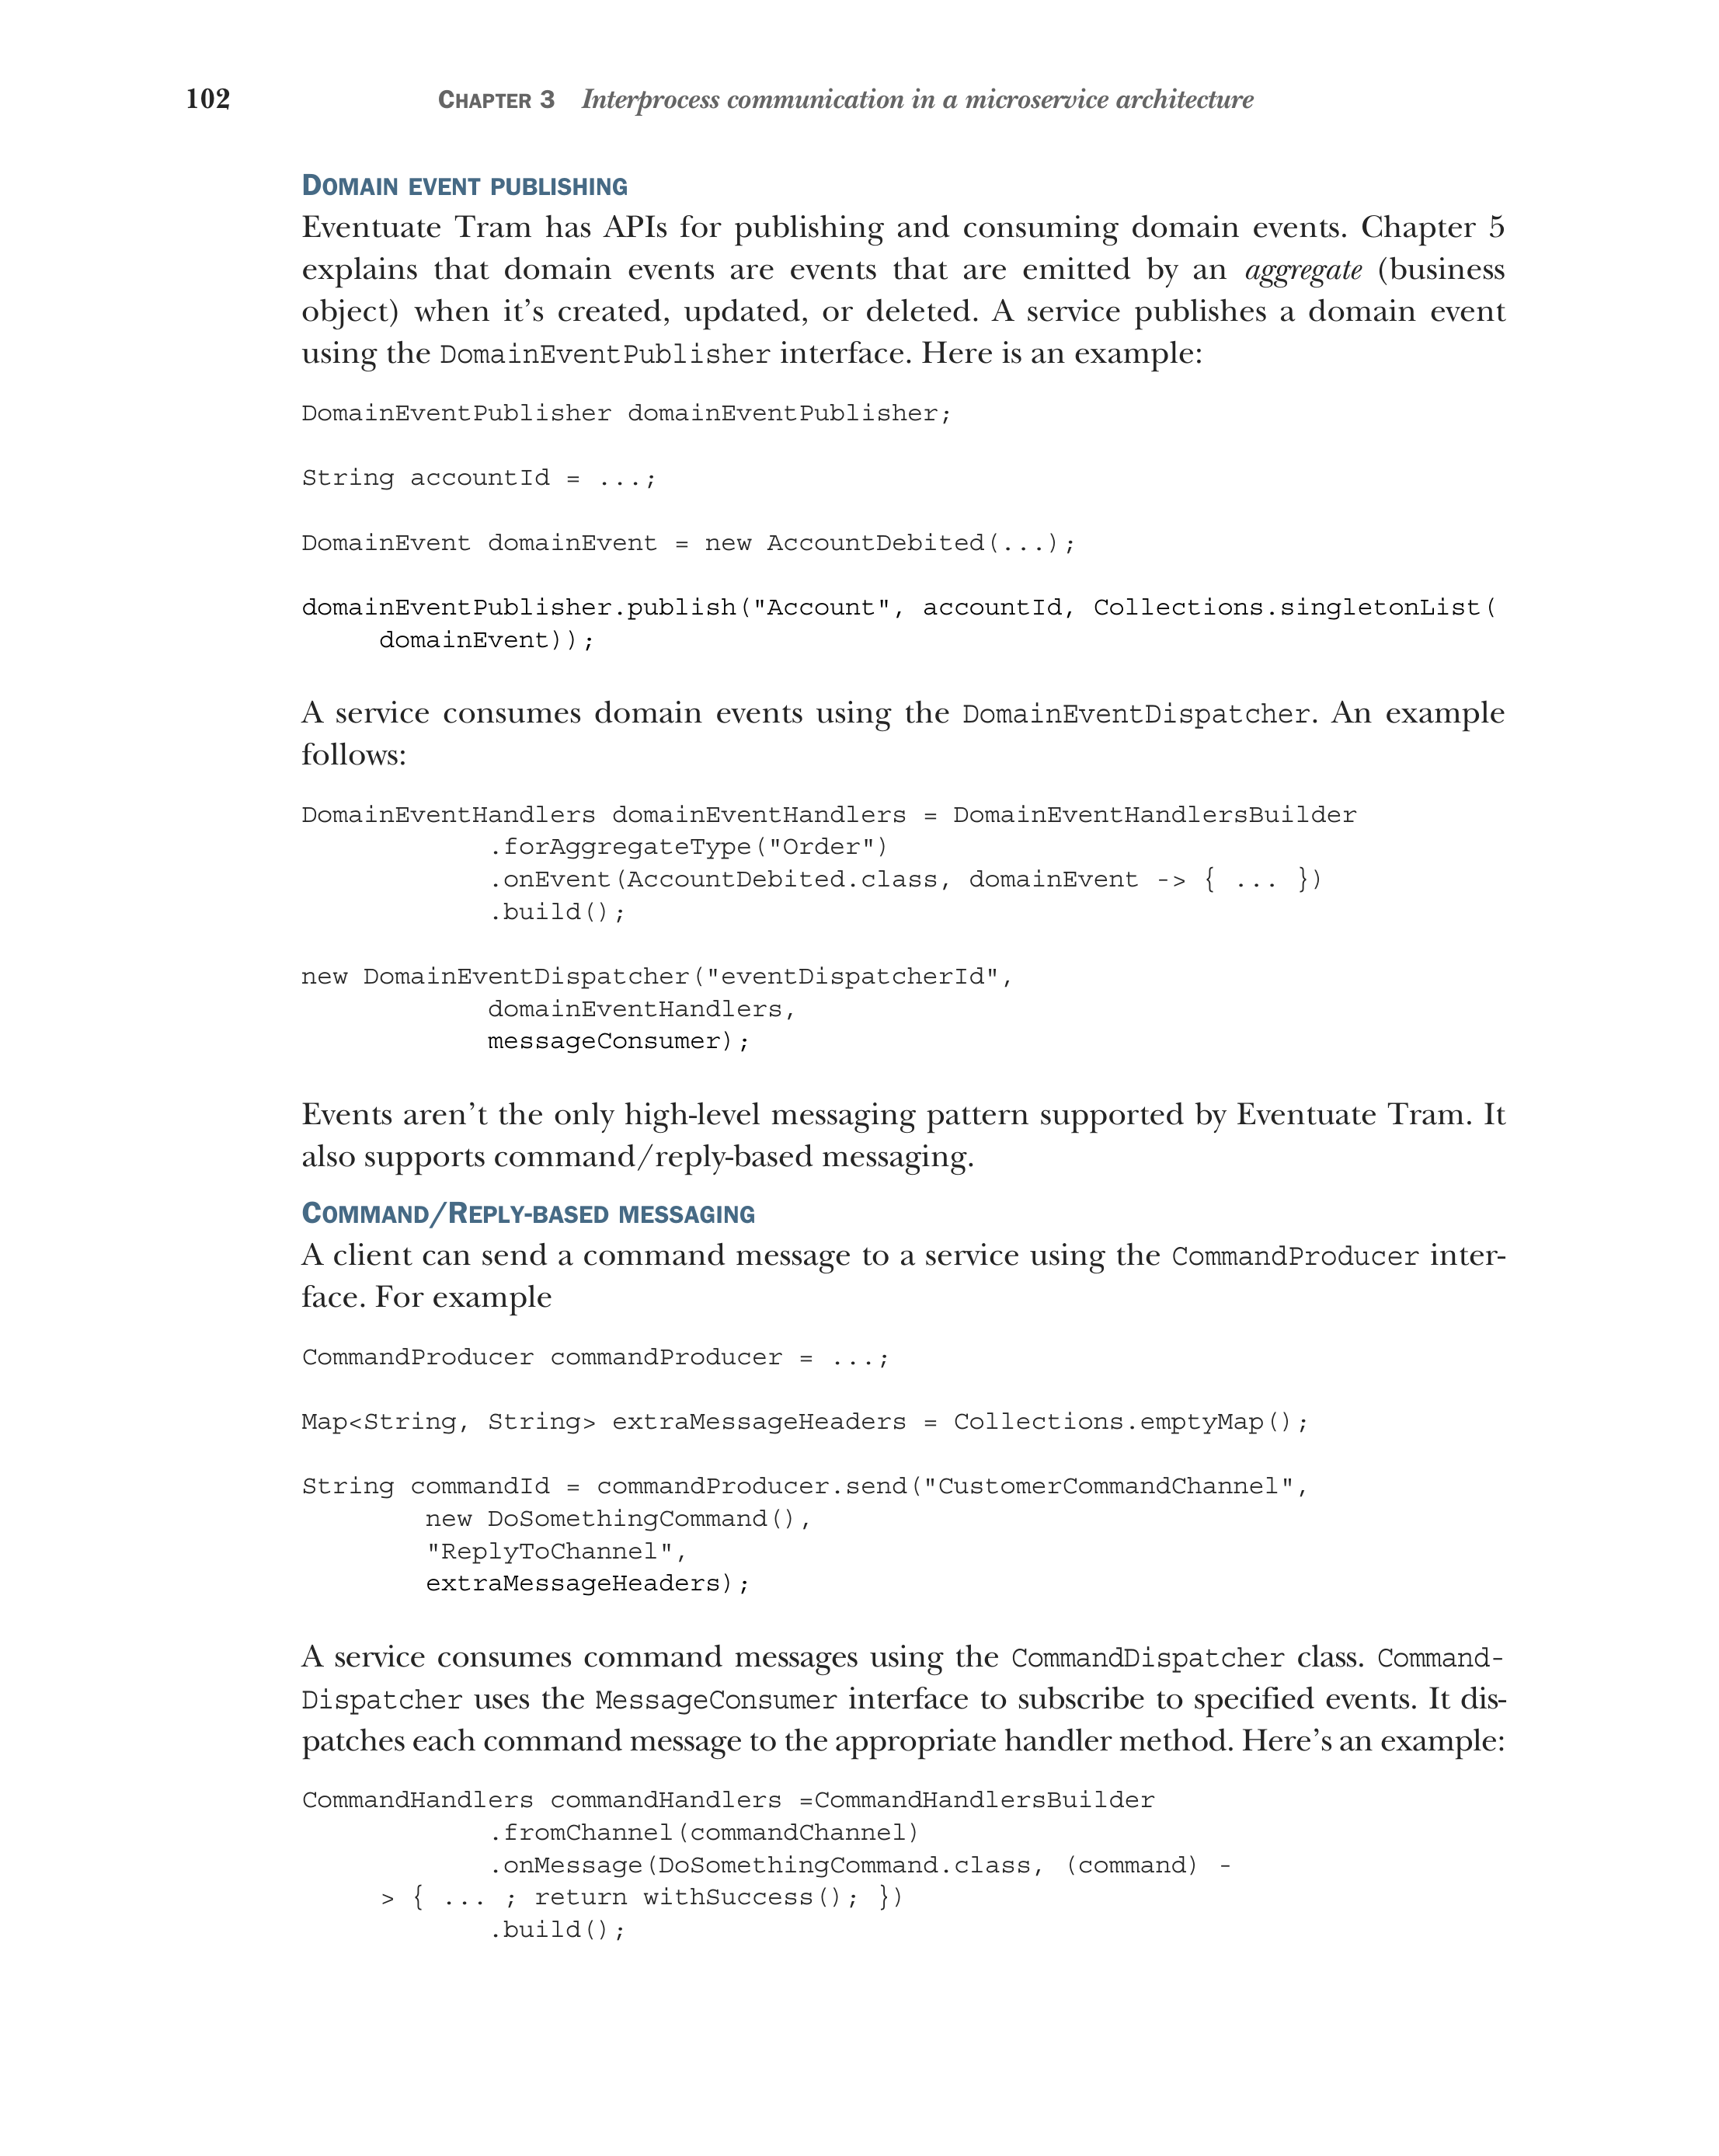 102 CHAPTER 3 Interprocess communication in a microservice architecture
DOMAIN EVENT PUBLISHING
Eventuate Tram has APIs for publishing and consuming domain events. Chapter 5
explains that domain events are events that are emitted by an aggregate (business
object) when it's created, updated, or deleted. A service publishes a domain event
using the DomainEventPublisher interface. Here is an example:
DomainEventPublisher domainEventPublisher;
String accountId = ...;
DomainEvent domainEvent = new AccountDebited(...);
domainEventPublisher.publish("Account", accountId, Collections.singletonList(
domainEvent));
A service consumes domain events using the DomainEventDispatcher. An example
follows:
DomainEventHandlers domainEventHandlers = DomainEventHandlersBuilder
.forAggregateType("Order")
.onEvent(AccountDebited.class, domainEvent -> { ... })
.build();
new DomainEventDispatcher("eventDispatcherId",
domainEventHandlers,
messageConsumer);
Events aren't the only high-level messaging pattern supported by Eventuate Tram. It
also supports command/reply-based messaging.
COMMAND/REPLY-BASED MESSAGING
A client can send a command message to a service using the CommandProducer inter-
face. For example
CommandProducer commandProducer = ...;
Map<String, String> extraMessageHeaders = Collections.emptyMap();
String commandId = commandProducer.send("CustomerCommandChannel",
new DoSomethingCommand(),
"ReplyToChannel",
extraMessageHeaders);
A service consumes command messages using the CommandDispatcher class. Command-
Dispatcher uses the MessageConsumer interface to subscribe to specified events. It dis-
patches each command message to the appropriate handler method. Here's an example:
CommandHandlers commandHandlers =CommandHandlersBuilder
.fromChannel(commandChannel)
.onMessage(DoSomethingCommand.class, (command) -
> { ... ; return withSuccess(); })
.build();